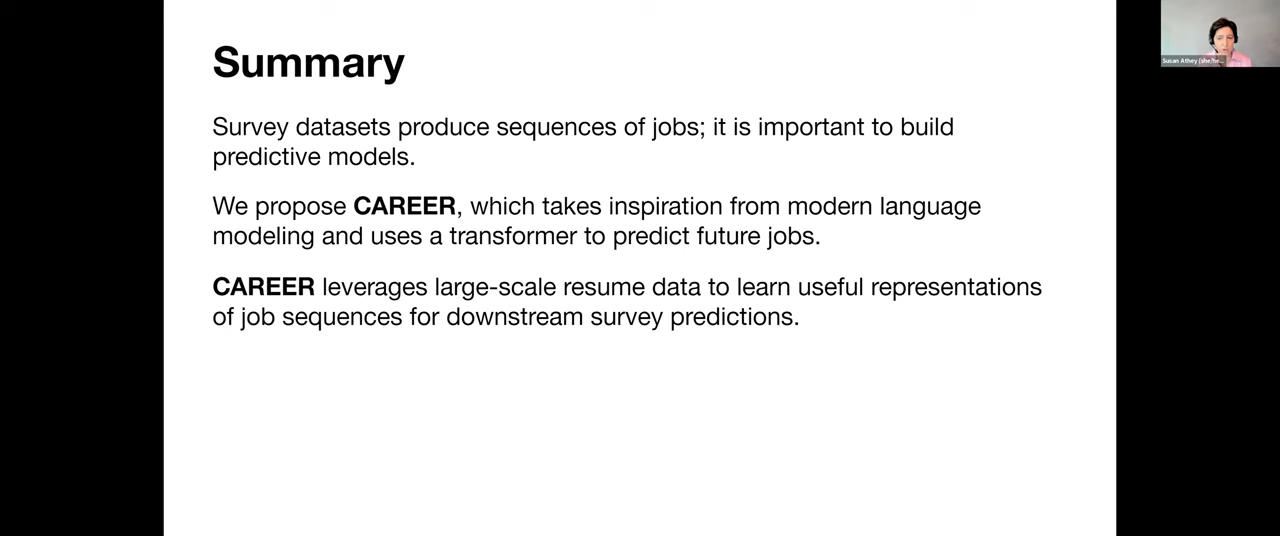 Summary
Survey datasets produce sequences of jobs; it is important to build
predictive models.
We propose CAREER, which takes inspiration from modern language
modeling and uses a transformer to predict future jobs.
CAREER leverages large-scale resume data to learn useful representations
of job sequences for downstream survey predictions.
Susan Athey (she/he...